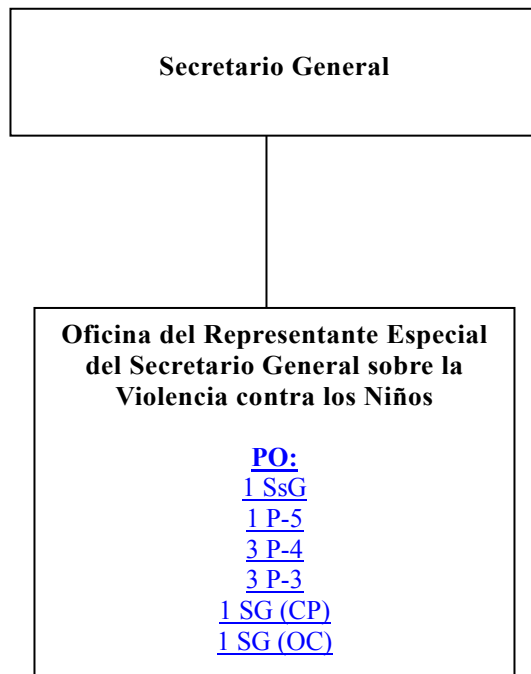 Secretario General
Oficina del Representante Especial
del Secretario General sobre la
Violencia contra los Niños
PO:
1 SsG
1 P-5
3 P-4
3 P-3
1 SG (CP)
1 SG (OC)